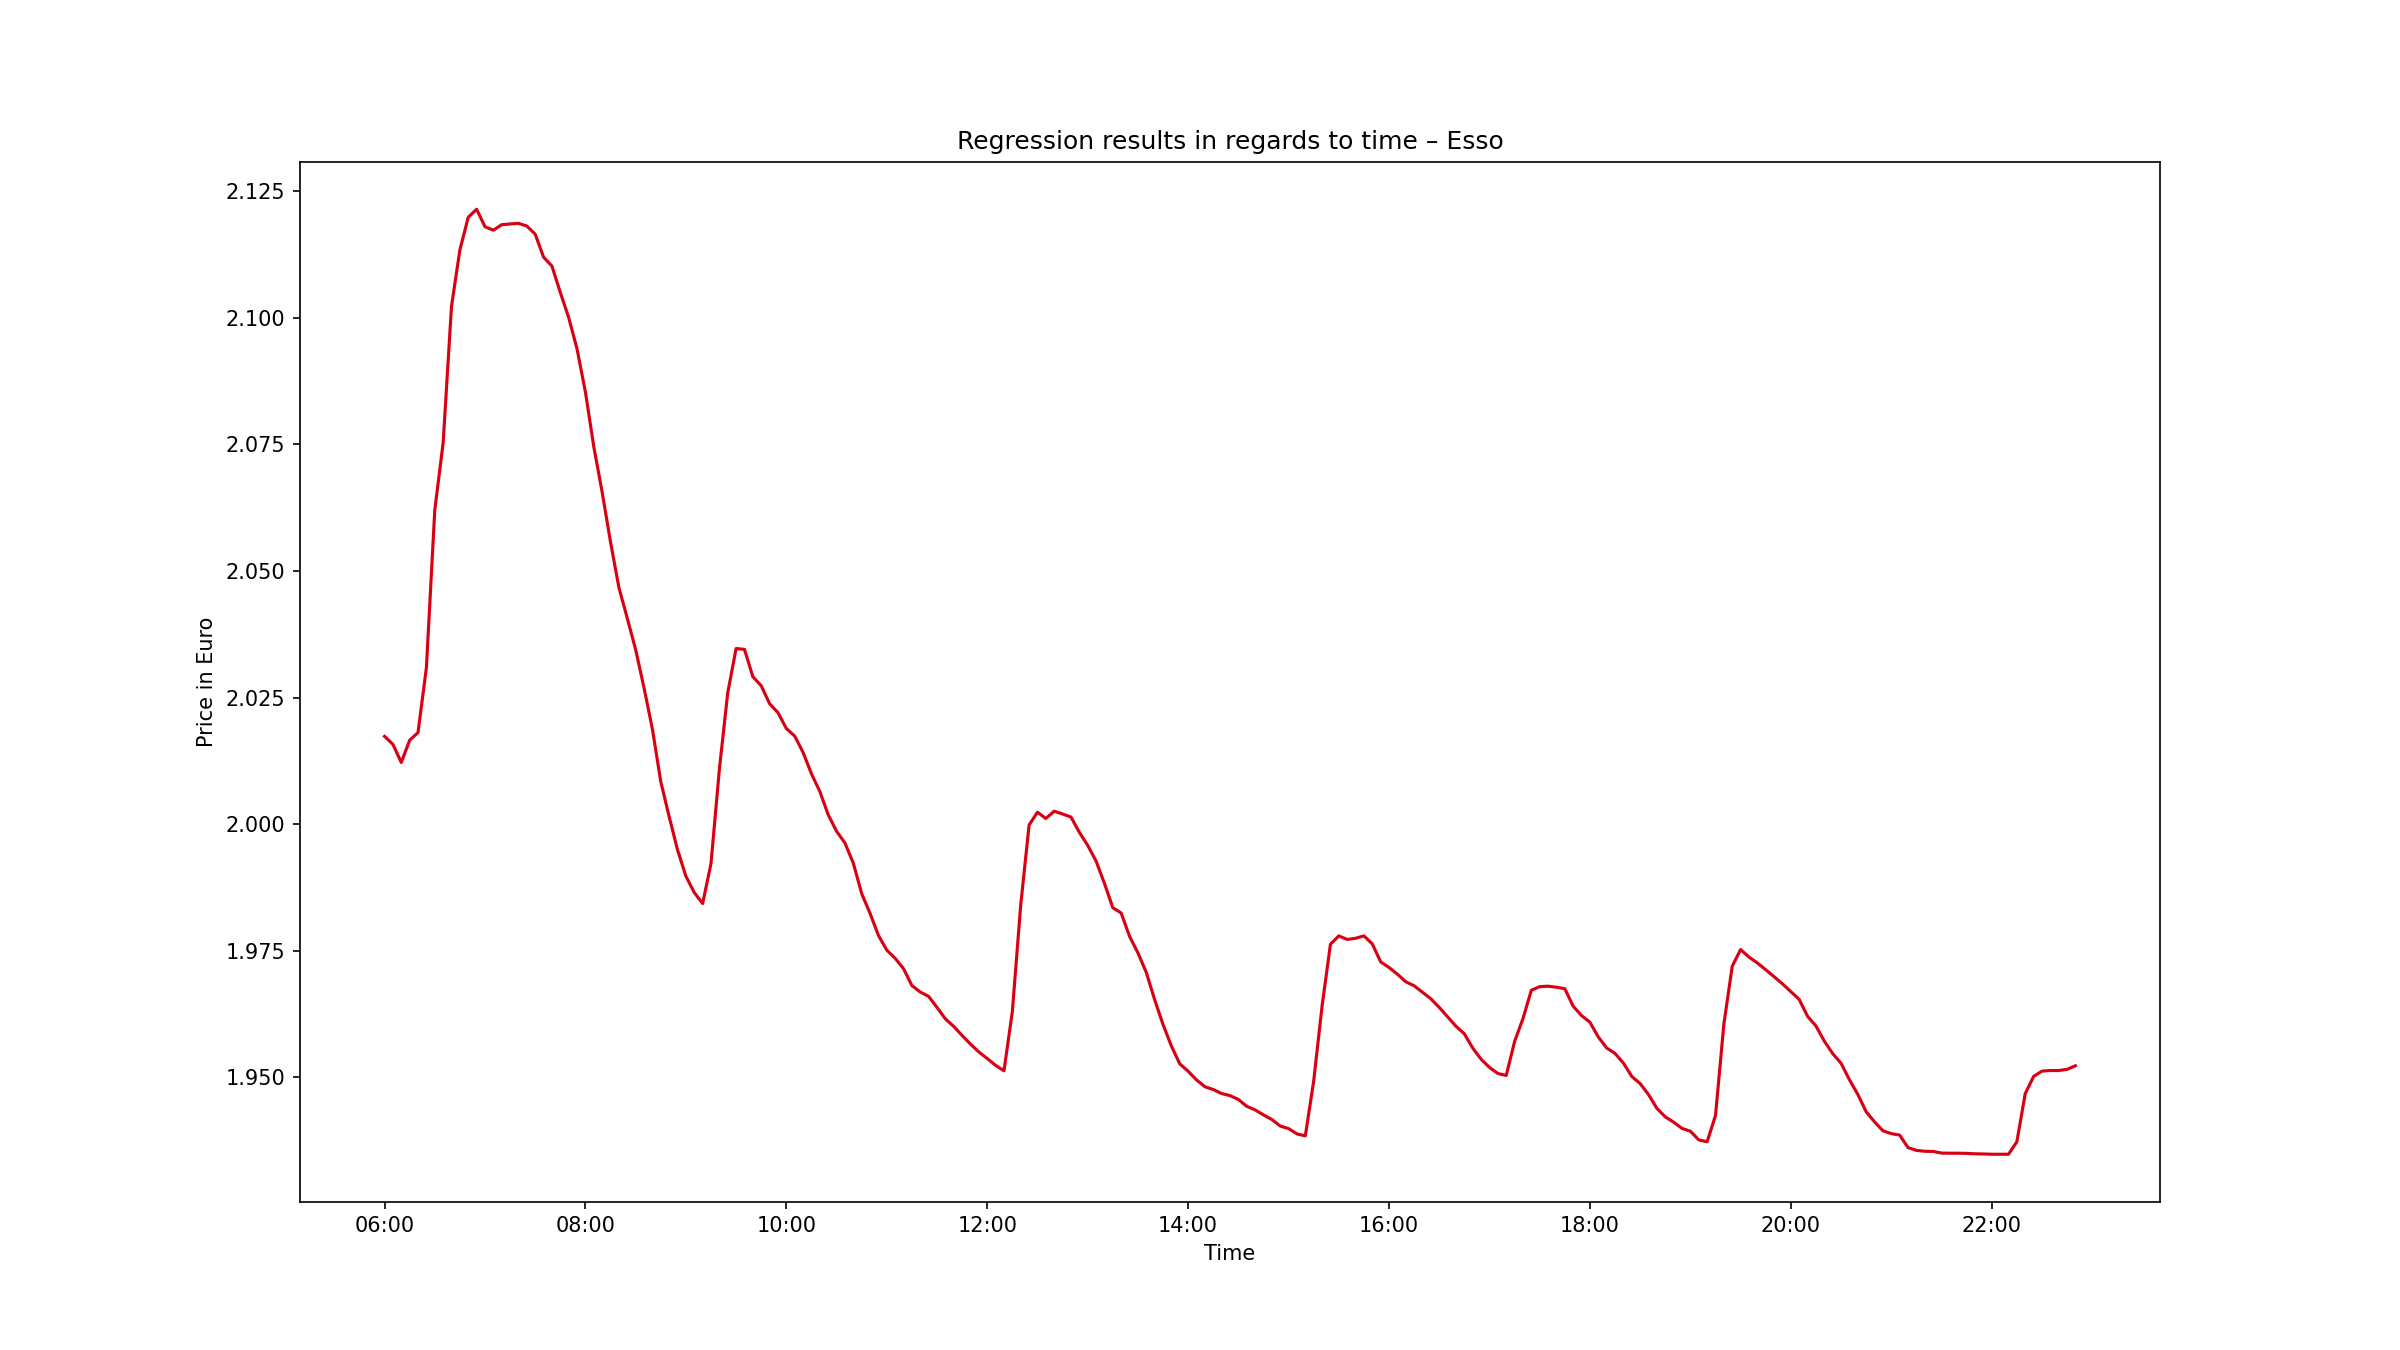 Regression results in regards to time – Esso
2.125
2.100
2.075
2.050
2.025
2.000
1.975
1.950
Price in Euro
06:00 08:00 10:00 12:00 14:00 16:00 18:00 20:00 22:00
Time